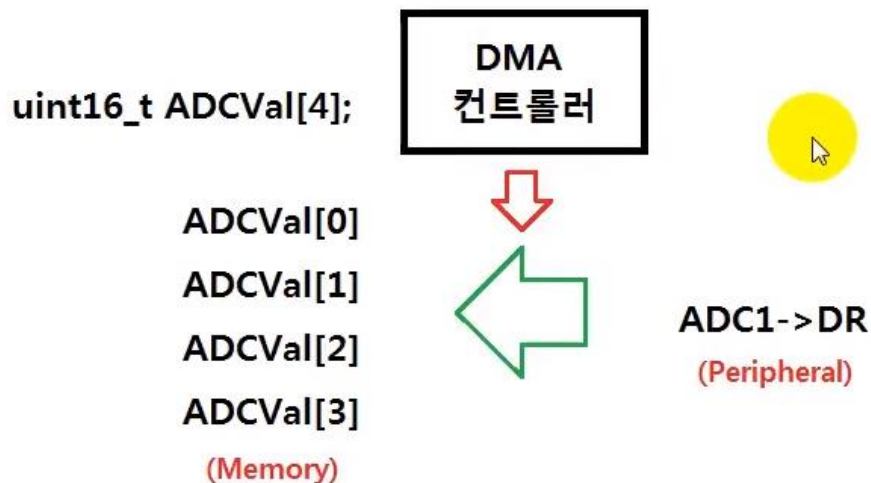 DMA
컨트롤러
uint16_t ADCVal[4];
ADCVal[0]
ADCVal[1]
ADCVal[2]
ADCVal[3]
(Memory)
ADC1->DR
(Peripheral)